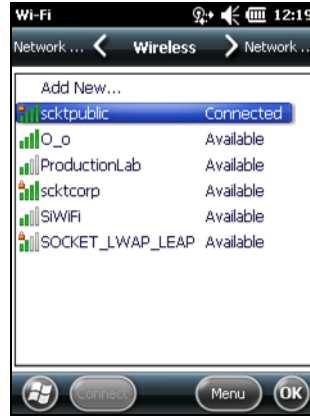 Wi-Fi 12:19
Network ... Wireless Network ..
Add New...
scktpublic Connected
O_o Available
ProductionLab Available
scktcorp Available
SiWiFi Available
SOCKET_LWAP_LEAP Available
Connect Menu OK